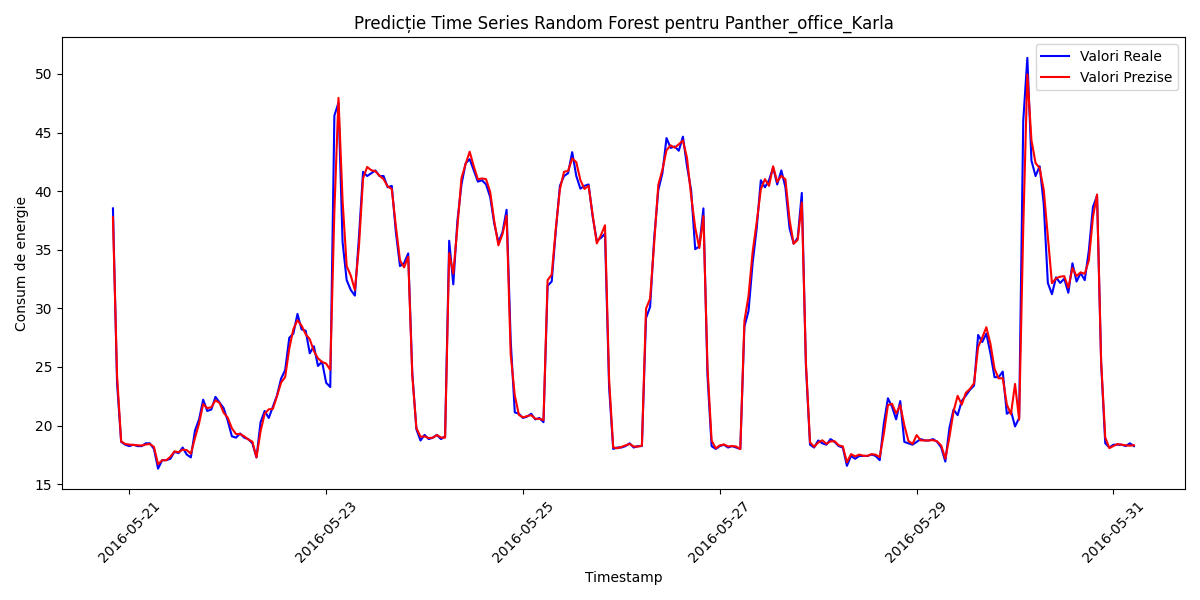 Predicție Time Series Random Forest pentru Panther_office_Karla
Valori Reale
Valori Prezise
Consum de energie
50
45
40
35
30
25
20
15
2016-05-21
2016-05-23
2016-05-25
2016-05-27
2016-05-29
2016-05-31
Timestamp